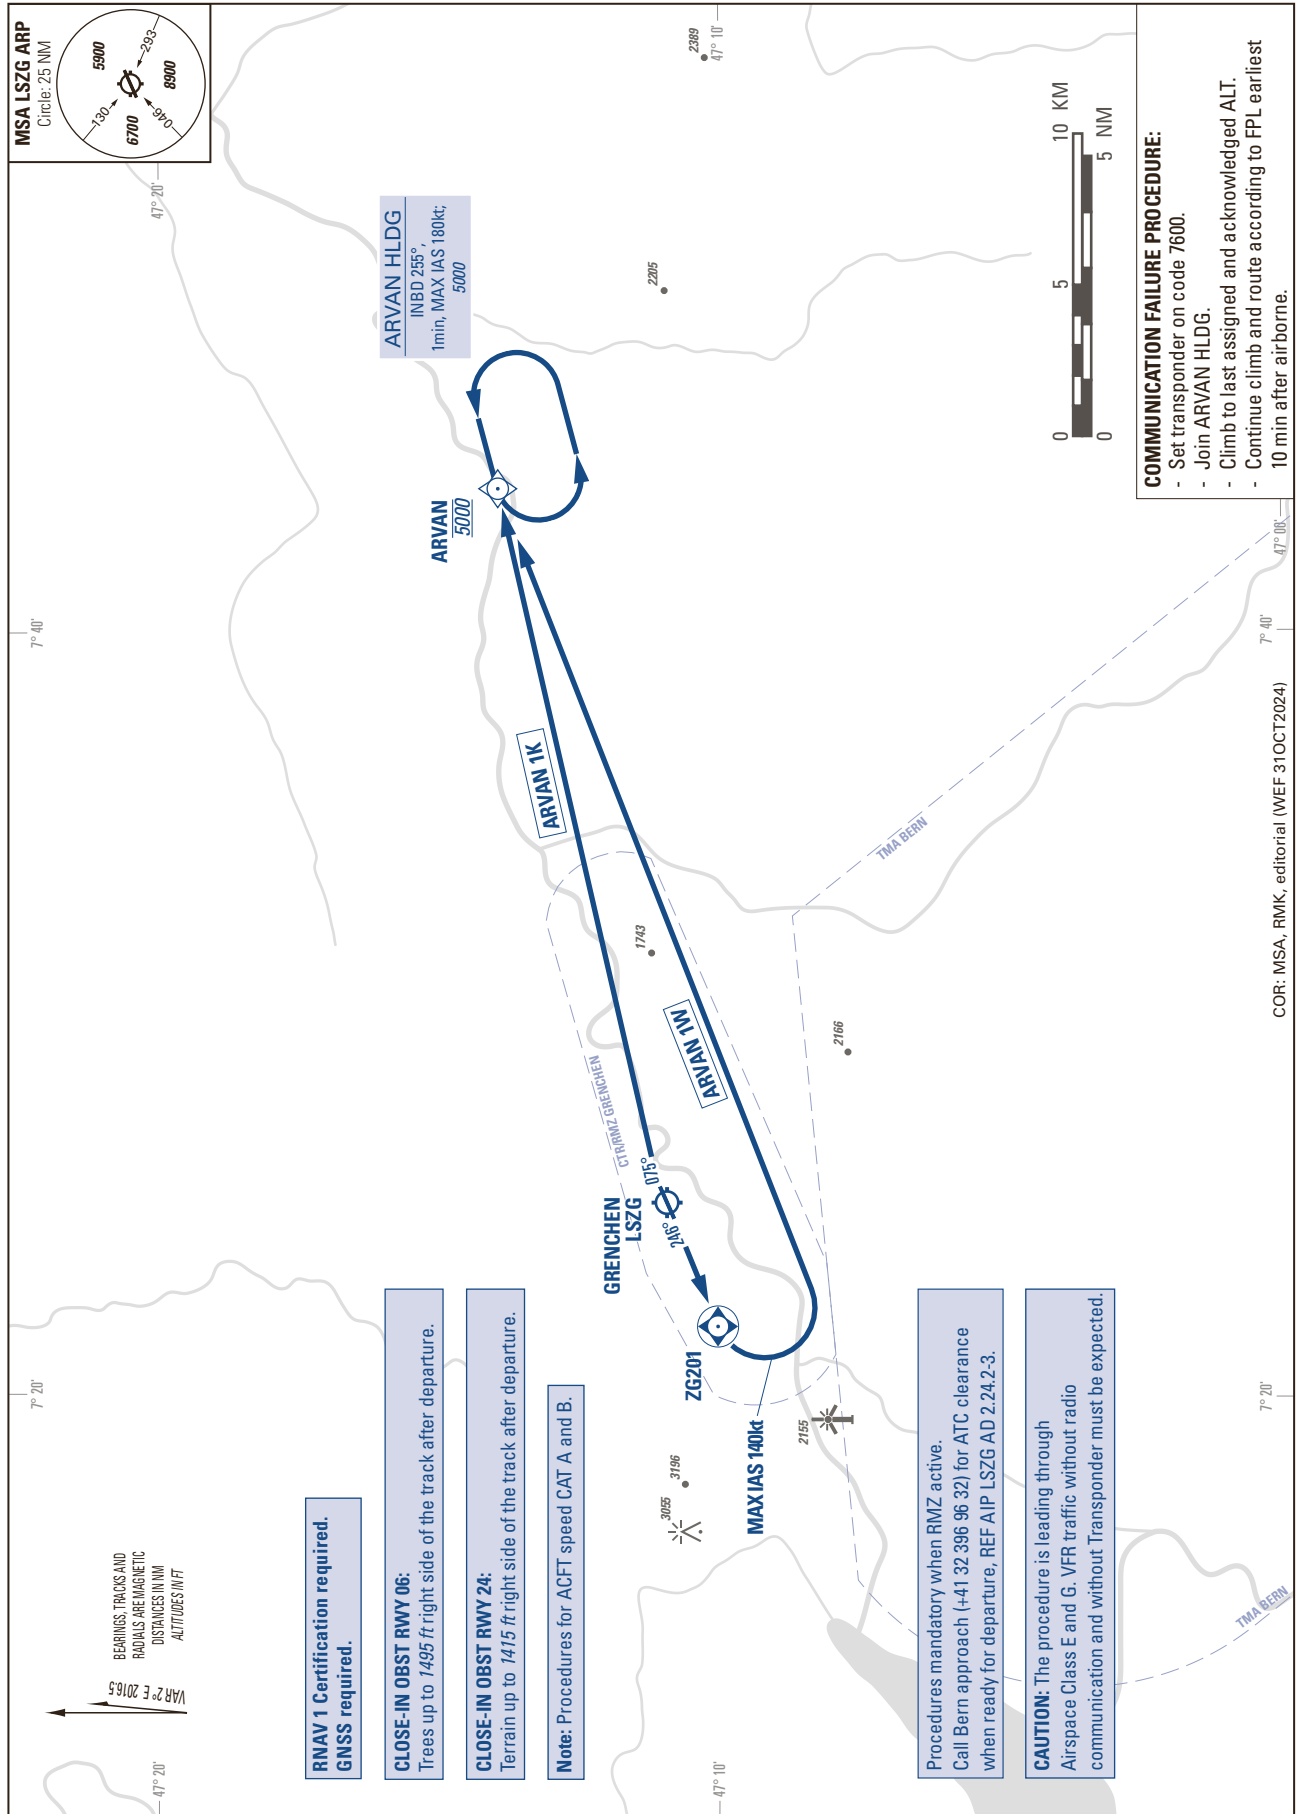 BEARINGS, TRACKS AND
RADIALS ARE MAGNETIC
DISTANCES IN NM
ALTITUDES IN FT
VAR 2° E 2016.5
7° 20'
7° 40'
MSA LSZG ARP
Circle: 25 NM
130
5900
293
6700
046
8900
47° 20'
47° 20'
RNAV 1 Certification required.
GNSS required.
CLOSE-IN OBST RWY 06:
Trees up to 1495 ft right side of the track after departure.
CLOSE-IN OBST RWY 24:
Terrain up to 1415 ft right side of the track after departure.
Note: Procedures for ACFT speed CAT A and B.
ARVAN HLDG
INBD 255°,
1min, MAX IAS 180kt;
5000
ARVAN
5000
ARVAN 1K
CTR/RMZ GRENCHEN
GRENCHEN
LSZG
246°
075°
1743
2205
2389
3055
3196
ZG201
ARVAN 1W
47° 10'
47° 10'
MAX IAS 140kt
2155
2166
TMA BERN
Procedures mandatory when RMZ active.
Call Bern approach (+41 32 396 96 32) for ATC clearance
when ready for departure, REF AIP LSZG AD 2.24.2-3.
CAUTION: The procedure is leading through
Airspace Class E and G. VFR traffic without radio
communication and without Transponder must be expected.
0
5
10 KM
0
5 NM
COMMUNICATION FAILURE PROCEDURE:
- Set transponder on code 7600.
- Join ARVAN HLDG.
- Climb to last assigned and acknowledged ALT.
- Continue climb and route according to FPL earliest
10 min after airborne.
TMA BERN
7° 20'
7° 40'
47° 00'
COR: MSA, RMK, editorial (WEF 31OCT2024)